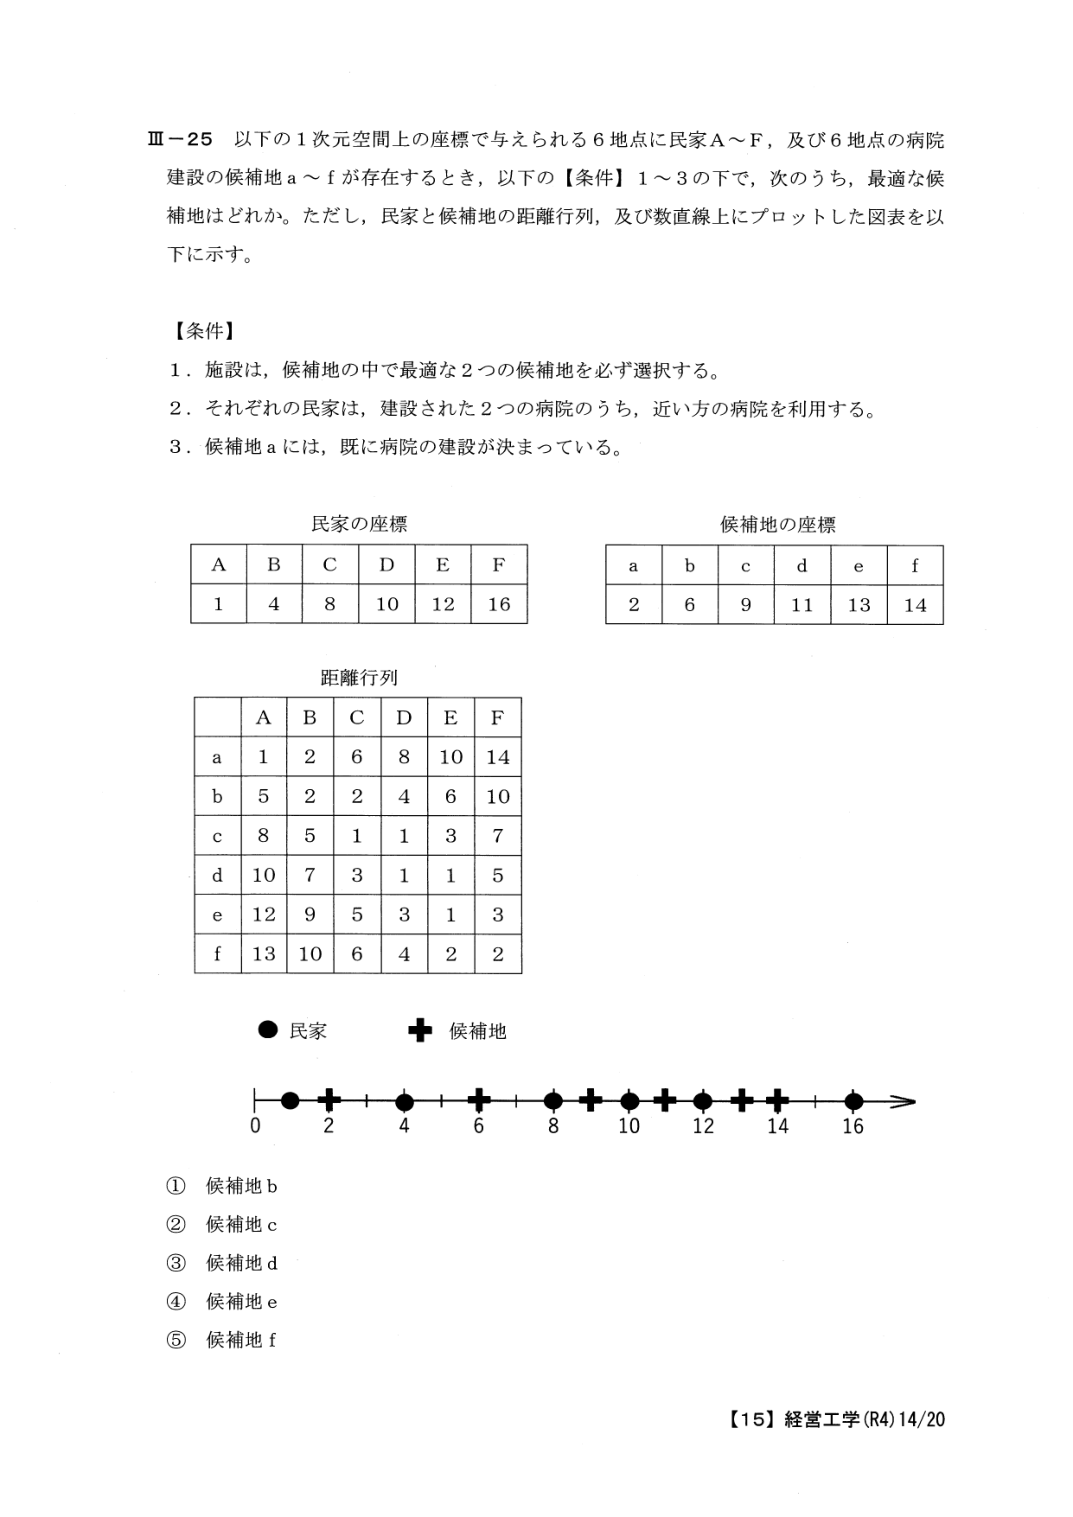 Ⅲ－25　以下の１次元空間上の座標で与えられる６地点に民家Ａ～Ｆ，及び６地点の病院
建設の候補地ａ～ｆが存在するとき，以下の【条件】１～３の下で，次のうち，最適な候
補地はどれか。ただし，民家と候補地の距離行列，及び数直線上にプロットした図表を以
下に示す。
【条件】
１．施設は，候補地の中で最適な２つの候補地を必ず選択する。
２．それぞれの民家は，建設された２つの病院のうち，近い方の病院を利用する。
３．候補地ａには，既に病院の建設が決まっている。
民家の座標
A B C D E F
1 4 8 10 12 16
候補地の座標
a b c d e f
2 6 9 11 13 14
距離行列
A B C D E F
a 1 2 6 8 10 14
b 5 2 2 4 6 10
c 8 5 1 1 3 7
d 10 7 3 1 1 5
e 12 9 5 3 1 3
f 13 10 6 4 2 2
民家　候補地
0 2 4 6 8 10 12 14 16
①　候補地ｂ
②　候補地ｃ
③　候補地ｄ
④　候補地ｅ
⑤　候補地ｆ
【15】経営工学(R4)14/20